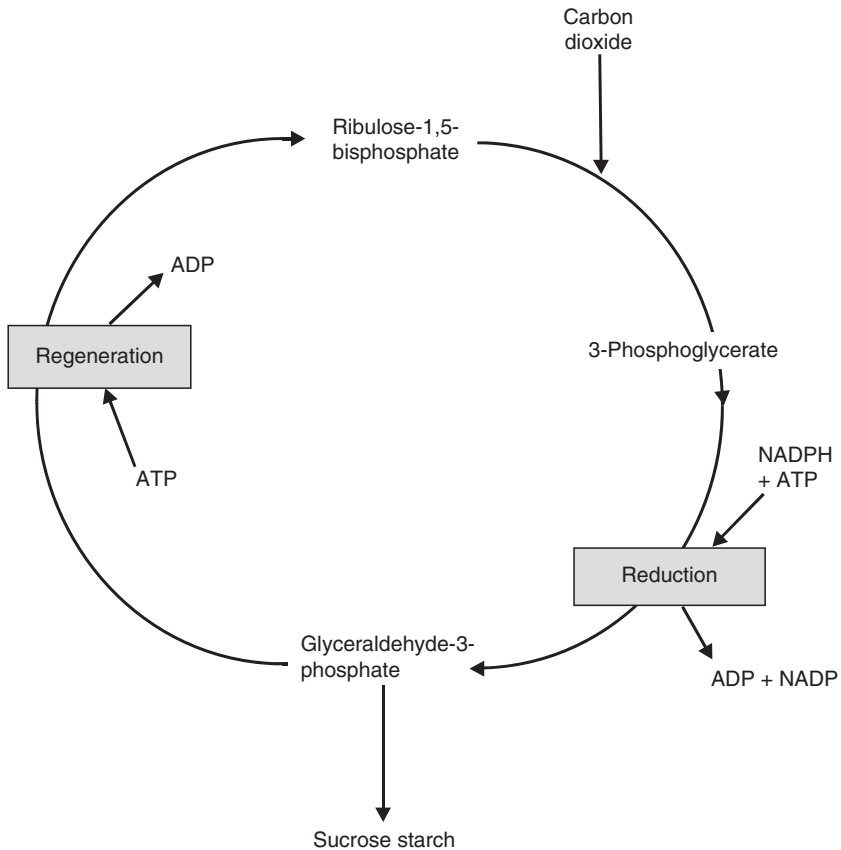 Carbon
dioxide
Ribulose-1,5-
bisphosphate
ADP
Regeneration
3-Phosphoglycerate
ATP
NADPH
+ ATP
Reduction
Glyceraldehyde-3-
phosphate
ADP + NADP
Sucrose starch